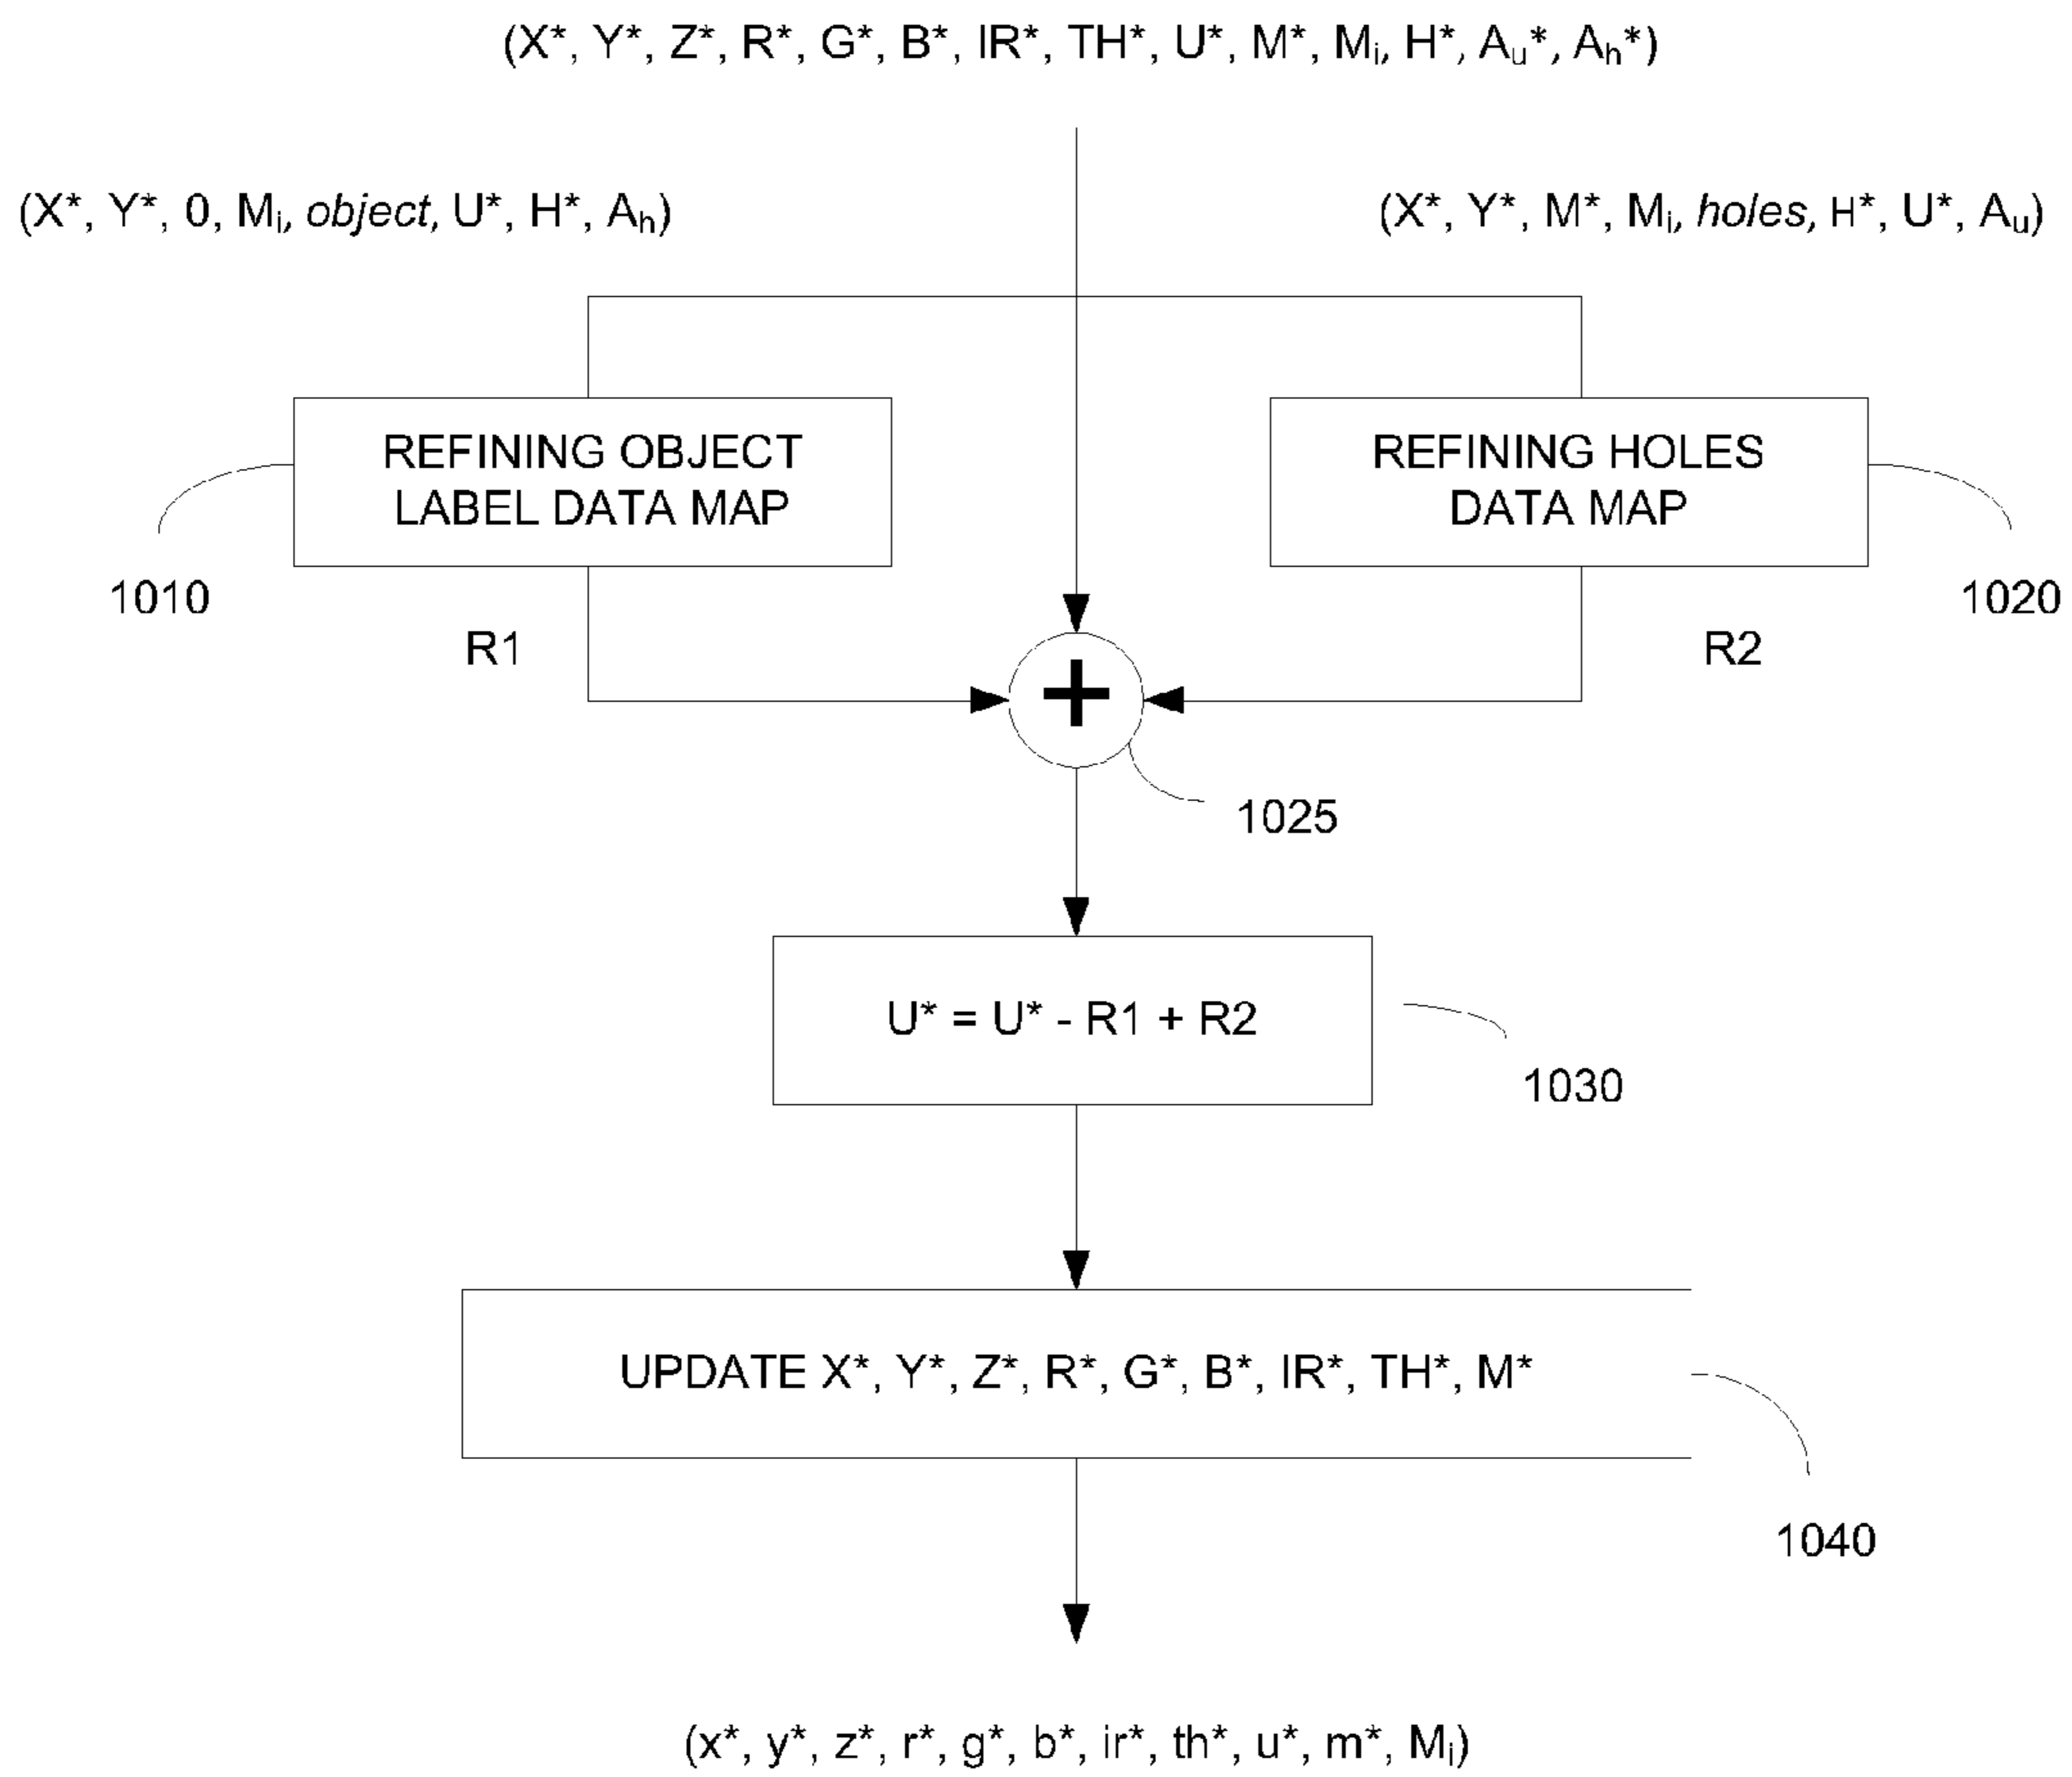 (X*, Y*, Z*, R*, G*, B*, IR*, TH*, U*, M*, Mi, H*, Au*, Ah*)
(X*, Y*, 0, Mi, object, U*, H*, Ah)
(X*, Y*, M*, Mi, holes, H*, U*, Au)
REFINING OBJECT
LABEL DATA MAP
REFINING HOLES
DATA MAP
1010
1020
R1
R2
+
1025
U* = U* - R1 + R2
1030
UPDATE X*, Y*, Z*, R*, G*, B*, IR*, TH*, M*
1040
(x*, y*, z*, r*, g*, b*, ir*, th*, u*, m*, Mi)